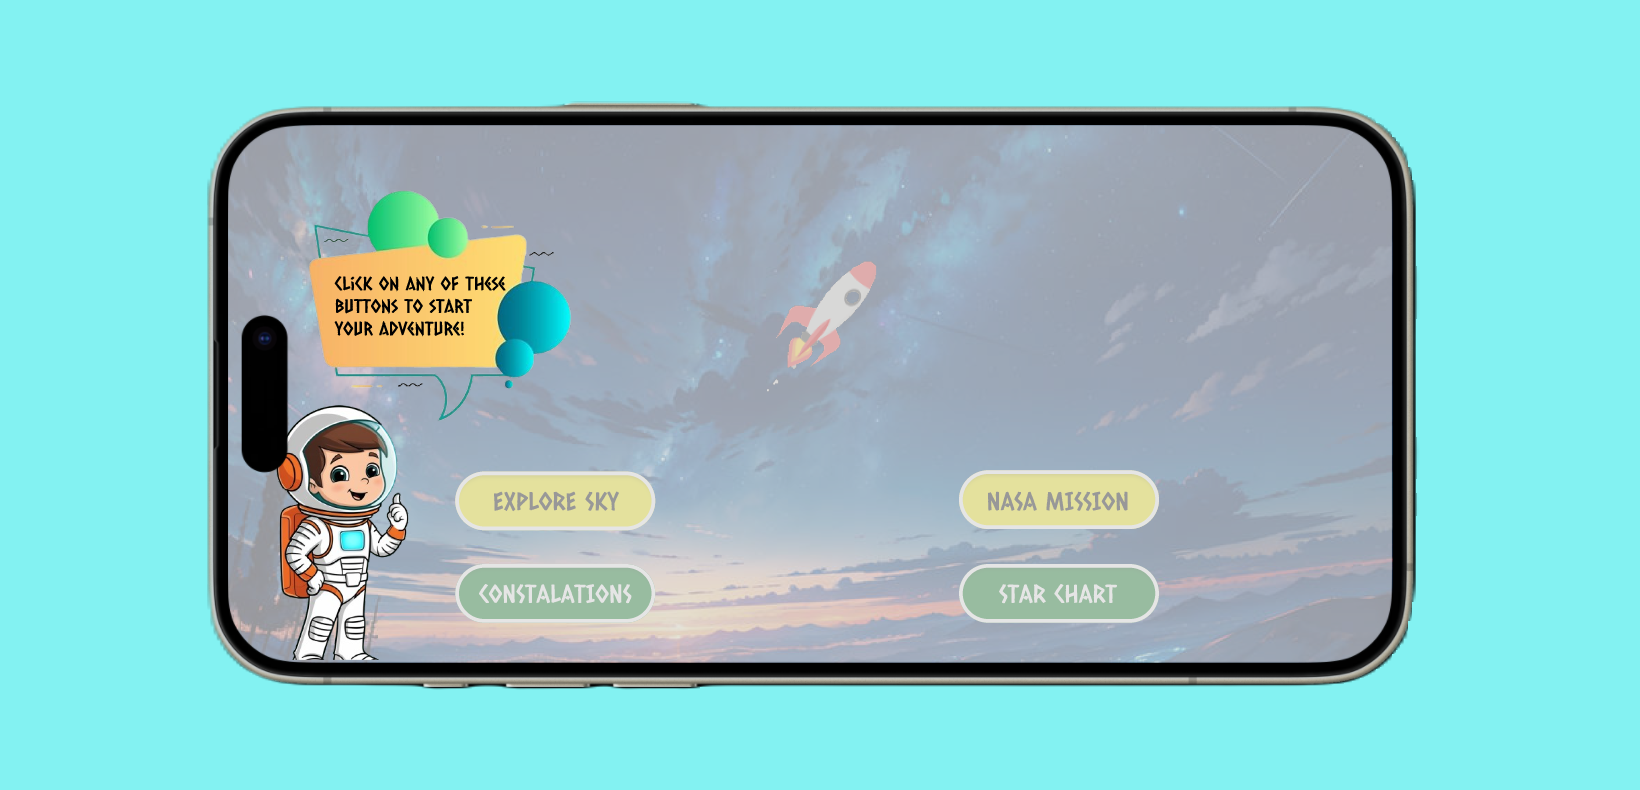 CLiCK ON ANY OF THESE
BUTTONS TO START
YOUR ADVENTURE!
EXPLORE SKY
NASA MISSION
CONSTALATIONS
STAR CHART